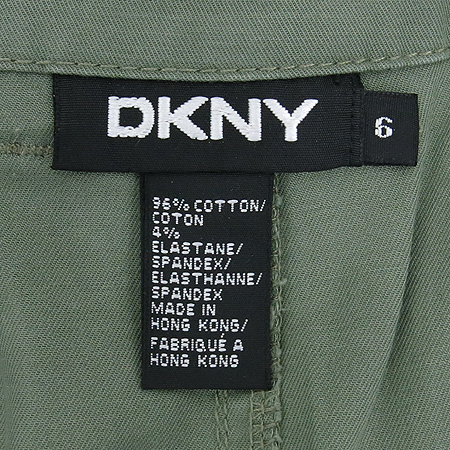 DKNY
6
96% COTTON/
COTON
4%
ELASTANE/
SPANDEX/
ELASTHANNE/
SPANDEX
MADE IN
HONG KONG/
FABRIQUÉ A
HONG KONG